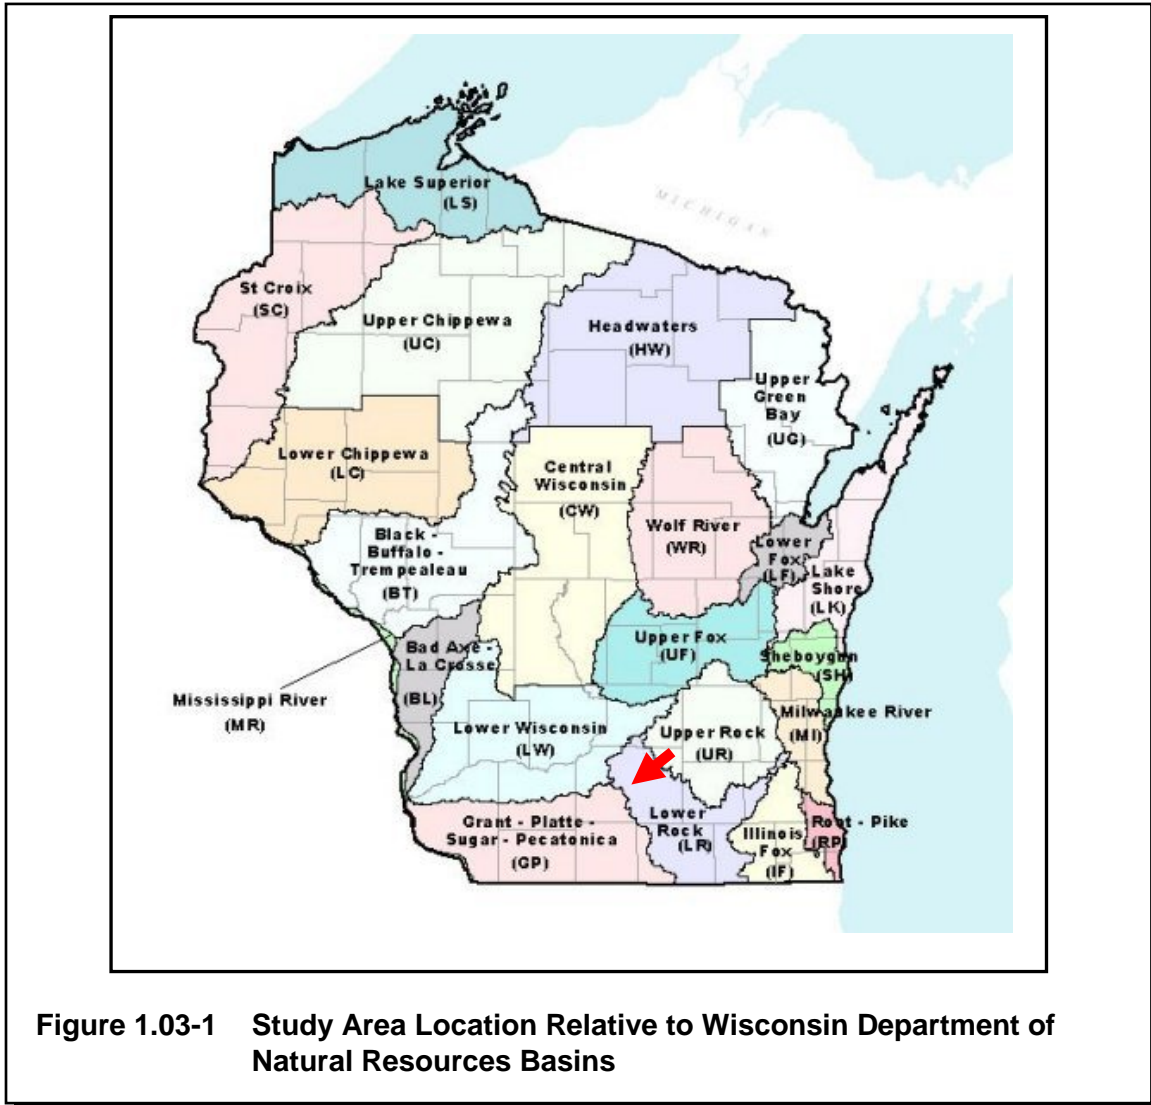 MICHIGAN
Lake Superior
(LS)
St Croix
(SC)
Upper Chippewa
(UC)
Headwaters
(HW)
Upper
Green
Bay
(UG)
Lower Chippewa
(LC)
Central
Wisconsin
(CW)
Wolf River
(WR)
Lower
Fox
(LF)
Lake
Shore
(LK)
Black -
Buffalo -
Trempealeau
(BT)
Upper Fox
(UF)
Sheboygan
(SH)
Bad Axe -
La Crosse
(BL)
Mississippi River
(MR)
Lower Wisconsin
(LW)
Upper Rock
(UR)
Milwaukee River
(MI)
Grant - Platte -
Sugar - Pecatonica
(GP)
Lower
Rock
(LR)
Illinois
Fox
(IF)
Root - Pike
(RP)
Figure 1.03-1 Study Area Location Relative to Wisconsin Department of
Natural Resources Basins